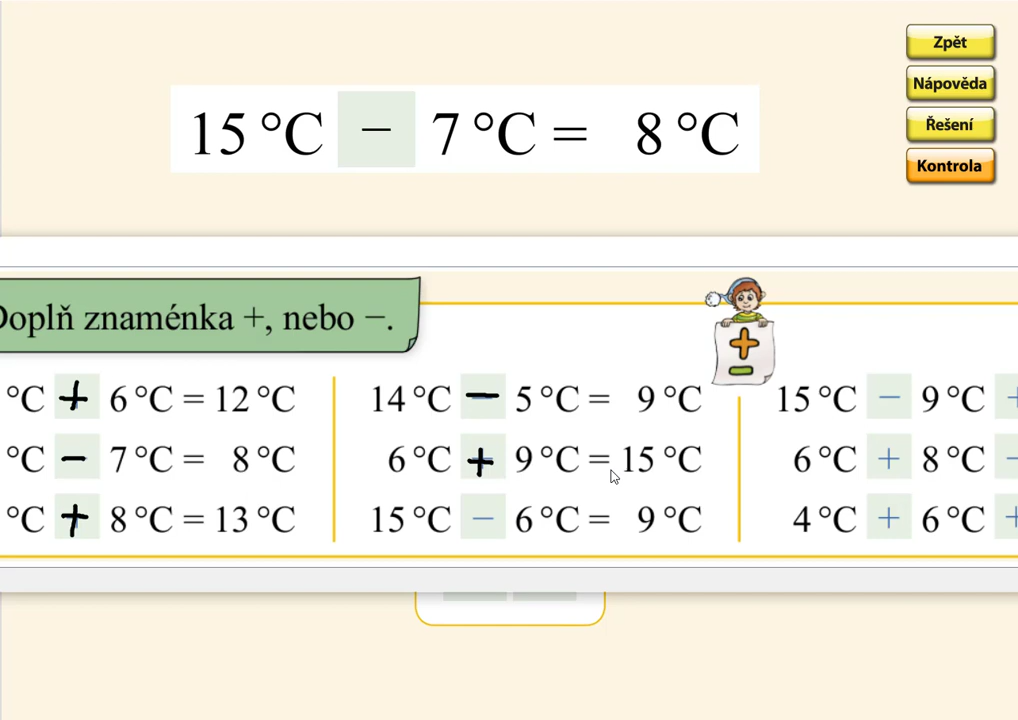 15 °C − 7 °C = 8 °C
Zpět
Nápověda
Řešení
Kontrola
Doplň znaménka +, nebo −.
+
−
°C + 6 °C = 12 °C
°C − 7 °C = 8 °C
°C + 8 °C = 13 °C
14 °C − 5 °C = 9 °C
6 °C + 9 °C = 15 °C
15 °C − 6 °C = 9 °C
15 °C − 9 °C +
6 °C + 8 °C −
4 °C + 6 °C +